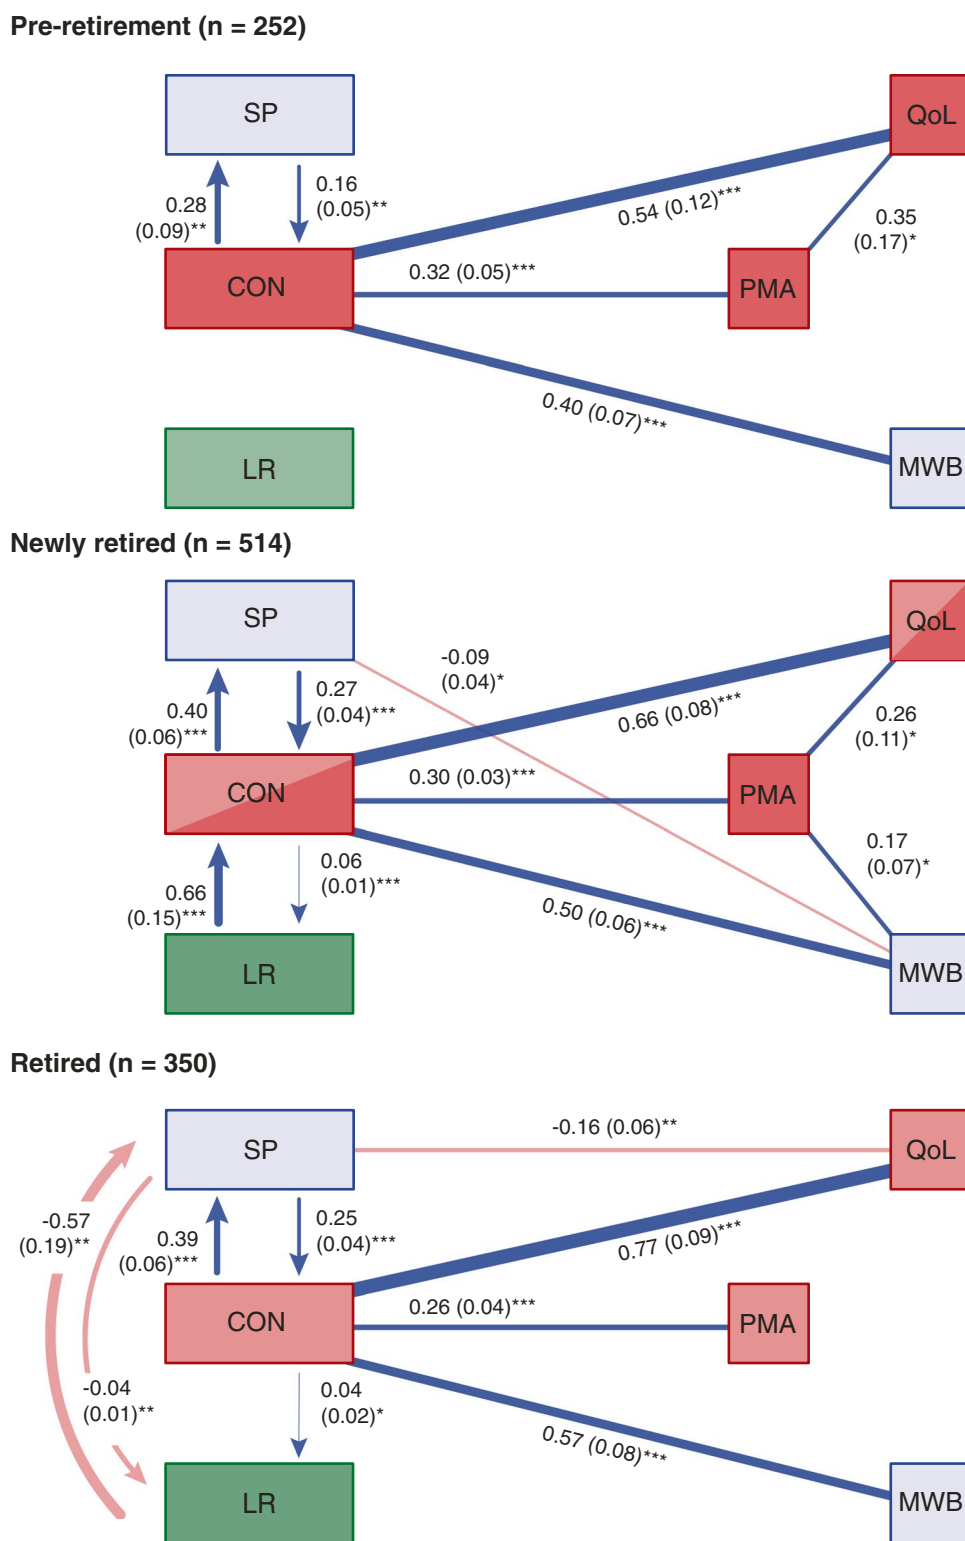 Pre-retirement (n = 252)
SP
QoL
0.28
(0.09)**
0.16
(0.05)**
0.54 (0.12)***
0.35
(0.17)*
CON
0.32 (0.05)***
PMA
0.40 (0.07)***
LR
MWB
Newly retired (n = 514)
SP
QoL
-0.09
(0.04)*
0.40
(0.06)***
0.27
(0.04)***
0.66 (0.08)***
0.26
(0.11)*
CON
0.30 (0.03)***
PMA
0.66
(0.15)***
0.06
(0.01)***
0.17
(0.07)*
0.50 (0.06)***
LR
MWB
Retired (n = 350)
SP
-0.16 (0.06)**
QoL
-0.57
(0.19)**
0.39
(0.06)***
0.25
(0.04)***
0.77 (0.09)***
CON
0.26 (0.04)***
PMA
-0.04
(0.01)**
0.04
(0.02)*
0.57 (0.08)***
LR
MWB